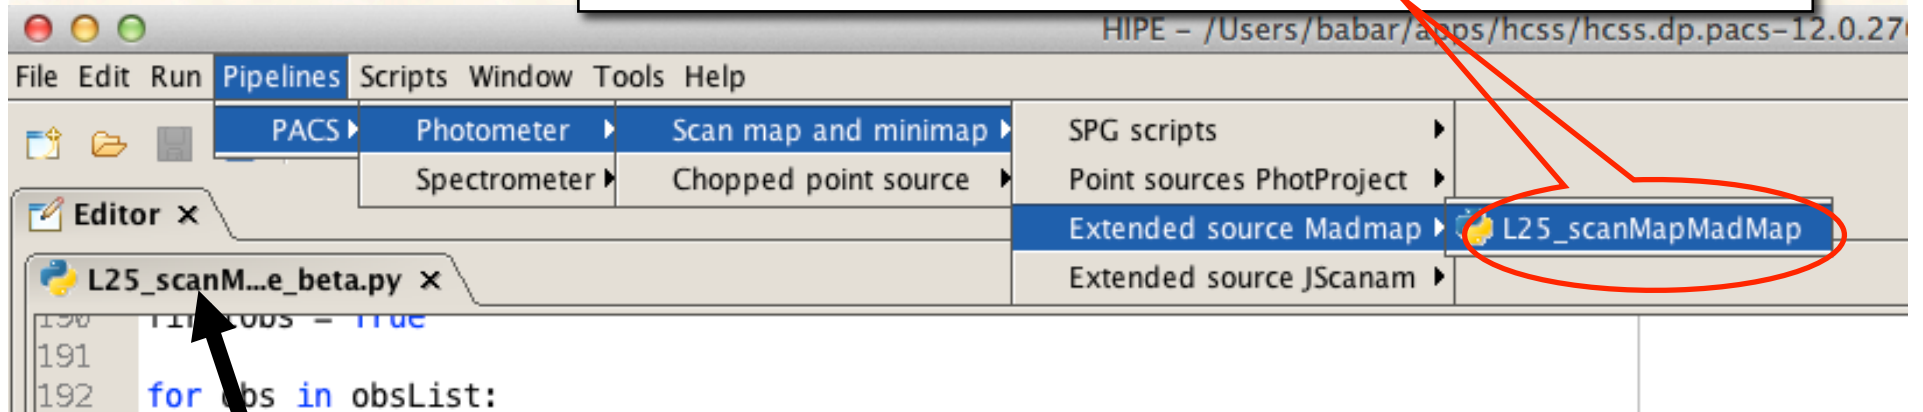 HIPE – /Users/babar/apps/hcss/hcss.dp.pacs-12.0.27
File Edit Run Pipelines Scripts Window Tools Help
PACS Photometer Scan map and minimap SPG scripts
Spectrometer Chopped point source Point sources PhotProject
Editor
Extended source Madmap L25_scanMapMadMap
L25_scanM...e_beta.py Extended source JScanam
190 = True
191
192 for obs in obsList: